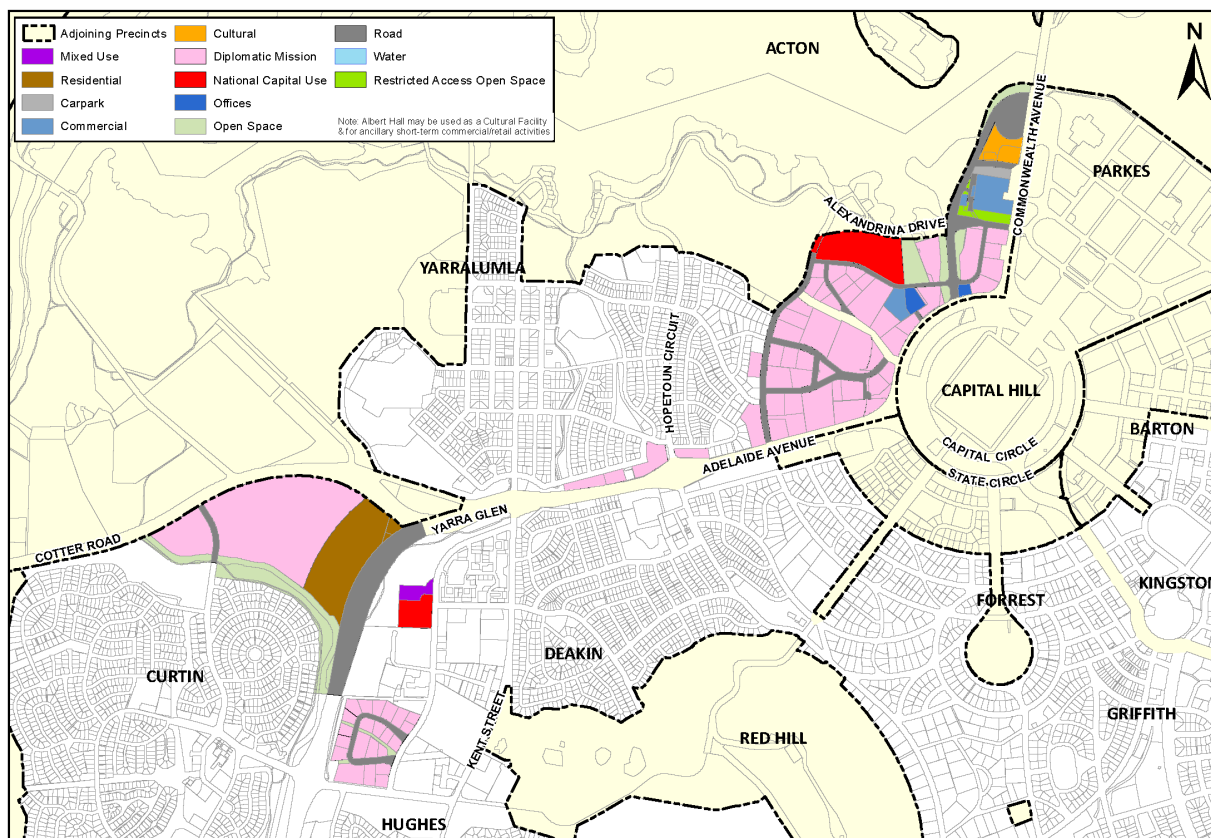 Adjoining Precincts
Mixed Use
Residential
Carpark
Commercial
Cultural
Diplomatic Mission
National Capital Use
Offices
Open Space
Road
Water
Restricted Access Open Space
Note: Albert Hall may be used as a Cultural Facility
& for ancillary short-term commercial/retail activities
N
ACTON
COMMONWEALTH AVENUE
PARKES
ALEXANDRINA DRIVE
YARRALUMLA
HOPETOUN CIRCUIT
CAPITAL HILL
BARTON
CAPITAL CIRCLE
STATE CIRCLE
ADELAIDE AVENUE
YARRA GLEN
COTTER ROAD
KINGSTON
FORREST
DEAKIN
CURTIN
KENT STREET
GRIFFITH
RED HILL
HUGHES